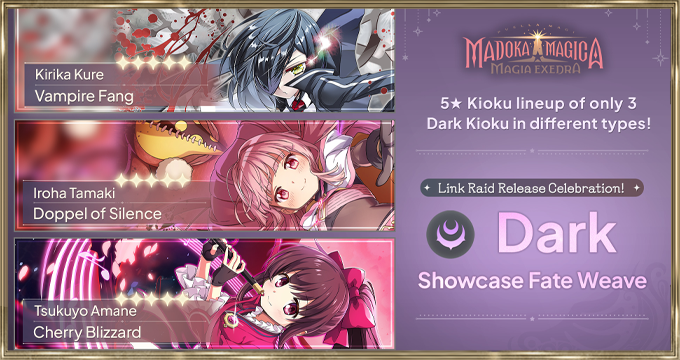 Kirika Kure
Vampire Fang
Iroha Tamaki
Doppel of Silence
Tsukuyo Amane
Cherry Blizzard
MADOKA MAGICA
MAGIA EXEDRA
5★ Kioku lineup of only 3
Dark Kioku in different types!
Link Raid Release Celebration!
Dark
Showcase Fate Weave